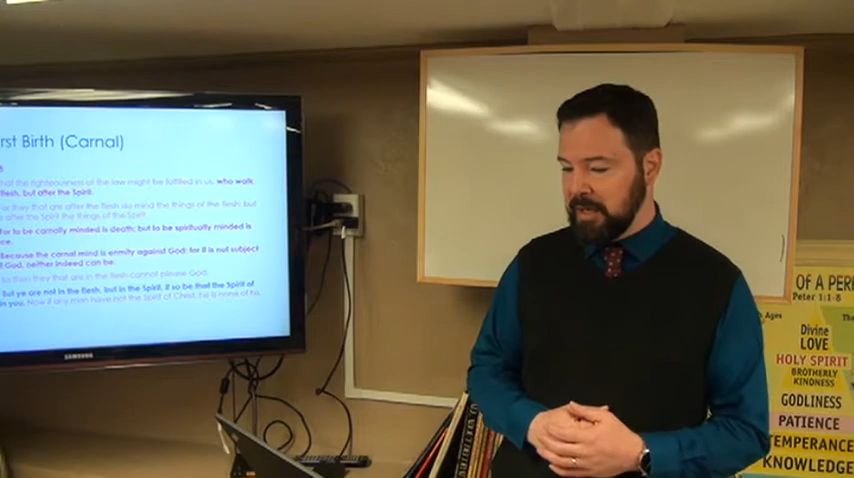 rst Birth (Carnal)
8
hat the righteousness of the law might be fulfilled in us, who walk
flesh, but after the Spirit.
For they that are after the flesh do mind the things of the flesh; but
after the Spirit the things of the Spirit.
For to be carnally minded is death; but to be spiritually minded is
ce.
Because the carnal mind is enmity against God: for it is not subject
God, neither indeed can be.
So then they that are in the flesh cannot please God.
But ye are not in the flesh, but in the Spirit, if so be that the Spirit of
in you. Now if any man have not the Spirit of Christ, he is none of his.
SAMSUNG
OF A PERF
Peter 1:1-8
Ages
The
Divine
LOVE
HOLY SPIRIT
BROTHERLY
KINDNESS
GODLINESS
PATIENCE
TEMPERANCE
KNOWLEDGE